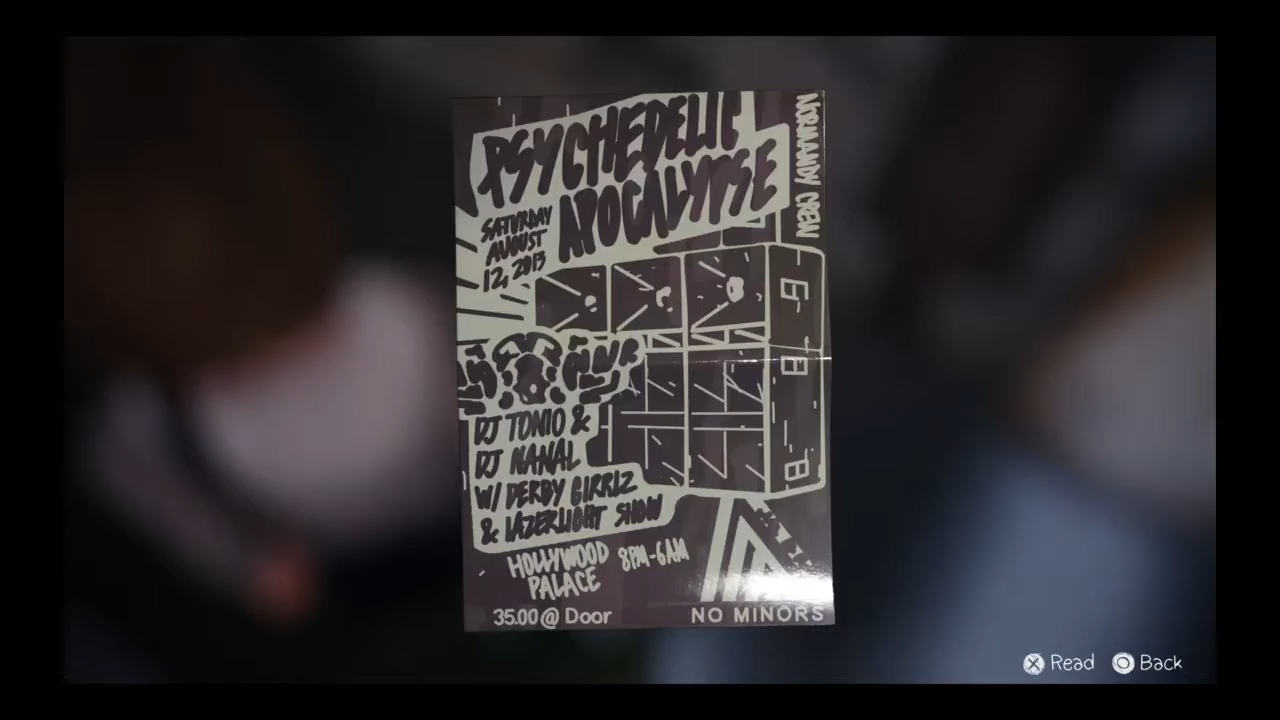 PSYCHEDELIC
APOCALYPSE
NORMANDY CREW
SATURDAY
AUGUST
12, 2013
DJ TONIO &
DJ NANAL
W/ DERBY GIRRLZ
& LAZERLIGHT SHOW
HOLLYWOOD
PALACE
8PM-6AM
35.00@ Door
NO MINORS
Read
Back